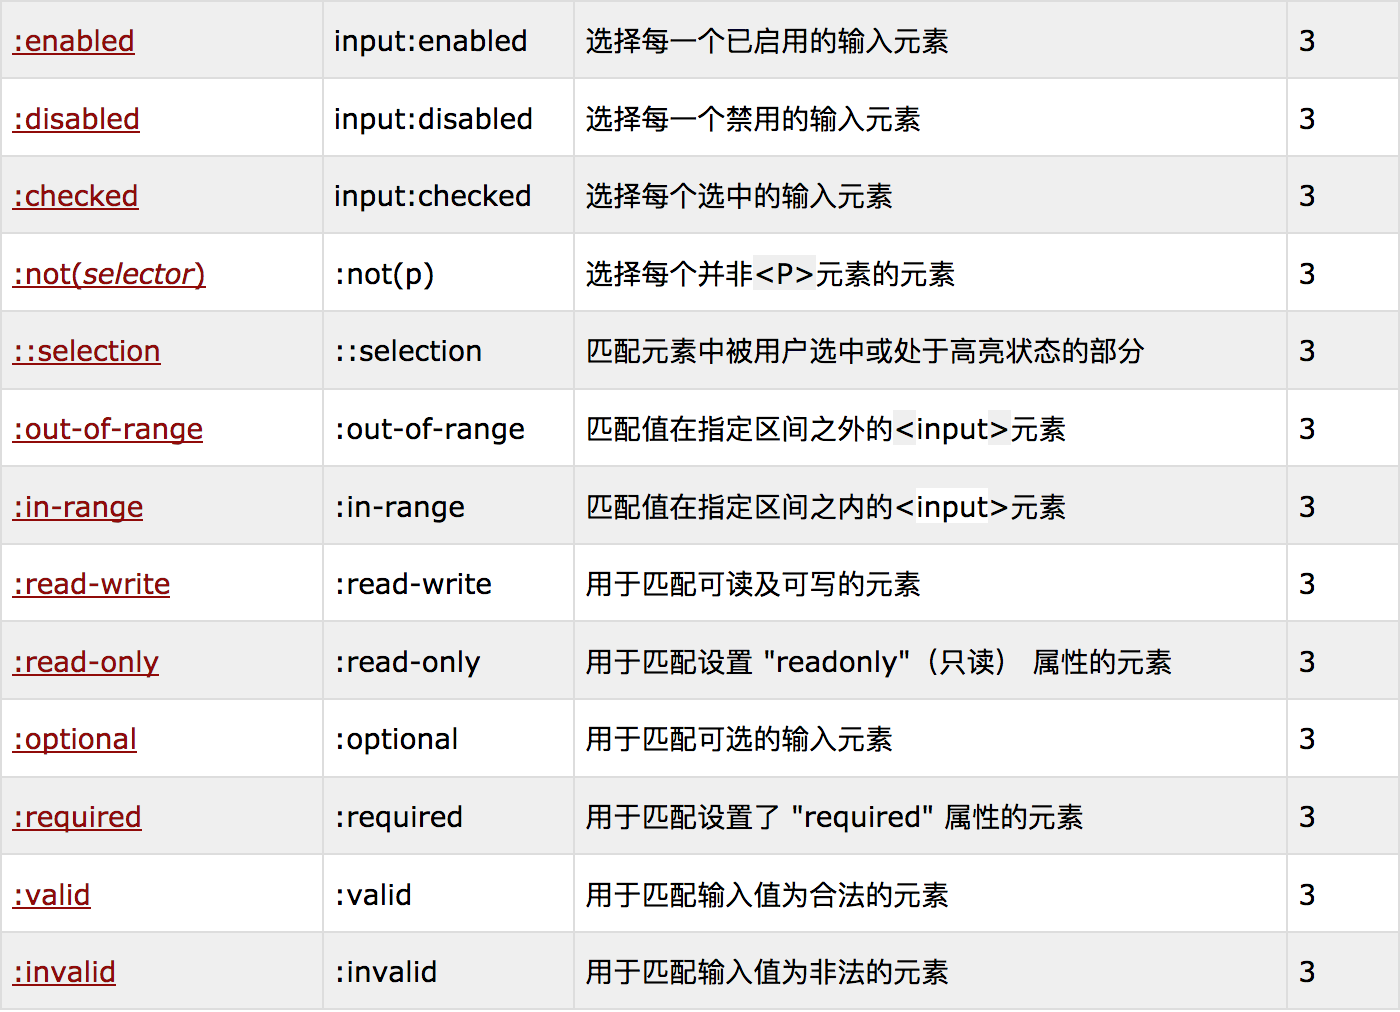 :enabled input:enabled 选择每一个已启用的输入元素 3
:disabled input:disabled 选择每一个禁用的输入元素 3
:checked input:checked 选择每个选中的输入元素 3
:not(selector) :not(p) 选择每个并非<P>元素的元素 3
::selection ::selection 匹配元素中被用户选中或处于高亮状态的部分 3
:out-of-range :out-of-range 匹配值在指定区间之外的<input>元素 3
:in-range :in-range 匹配值在指定区间之内的<input>元素 3
:read-write :read-write 用于匹配可读及可写的元素 3
:read-only :read-only 用于匹配设置 "readonly"（只读） 属性的元素 3
:optional :optional 用于匹配可选的输入元素 3
:required :required 用于匹配设置了 "required" 属性的元素 3
:valid :valid 用于匹配输入值为合法的元素 3
:invalid :invalid 用于匹配输入值为非法的元素 3